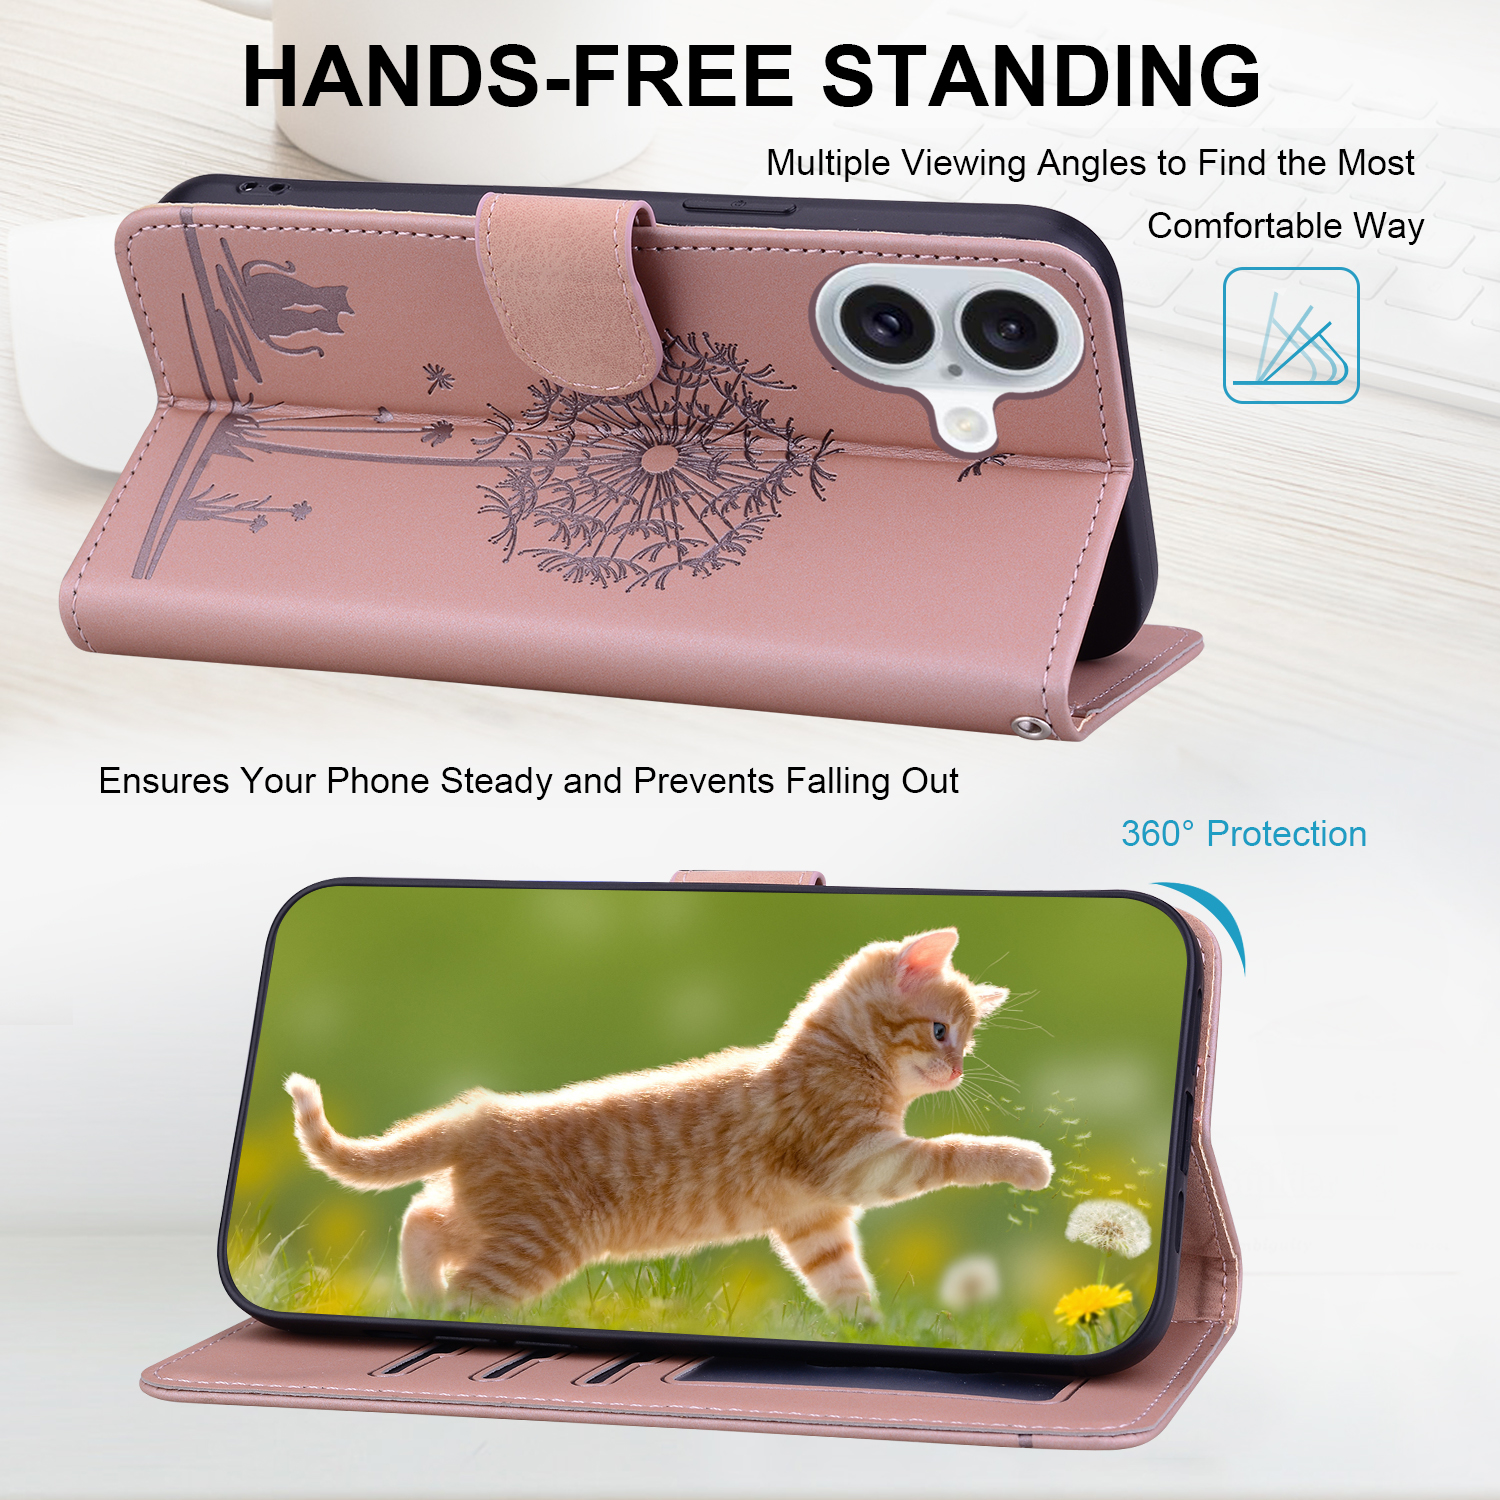 HANDS-FREE STANDING
Multiple Viewing Angles to Find the Most
Comfortable Way
Ensures Your Phone Steady and Prevents Falling Out
360° Protection